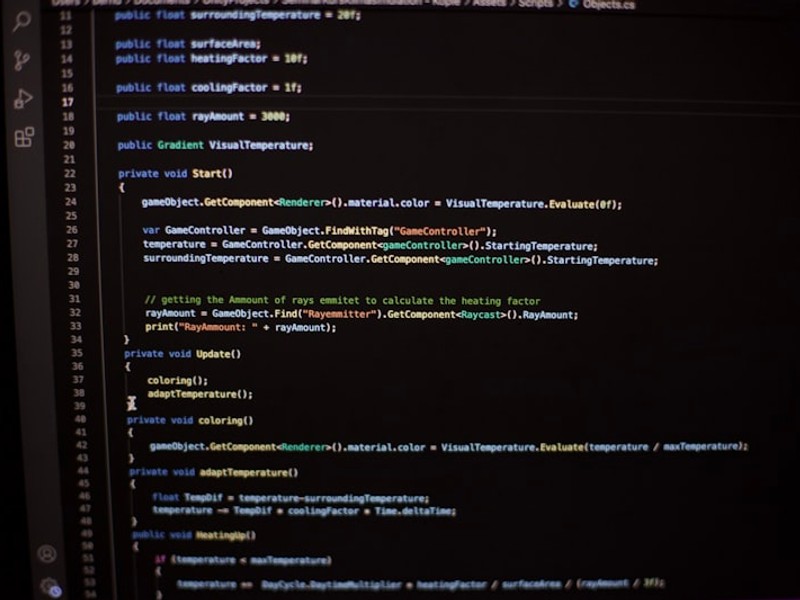 Assets > Scripts > Objects.cs
11 public float surroundingTemperature = 20f;
12
13 public float surfaceArea;
14 public float heatingFactor = 10f;
15
16 public float coolingFactor = 1f;
17
18 public float rayAmount = 3000;
19
20 public Gradient VisualTemperature;
21
22 private void Start()
23 {
24 gameObject.GetComponent<Renderer>().material.color = VisualTemperature.Evaluate(0f);
25
26 var GameController = GameObject.FindWithTag("GameController");
27 temperature = GameController.GetComponent<gameController>().StartingTemperature;
28 surroundingTemperature = GameController.GetComponent<gameController>().StartingTemperature;
29
30
31 // getting the Ammount of rays emmitet to calculate the heating factor
32 rayAmount = GameObject.Find("Rayemmitter").GetComponent<Raycast>().RayAmount;
33 print("RayAmmount: " + rayAmount);
34 }
35 private void Update()
36 {
37 coloring();
38 adaptTemperature();
39 }
40 private void coloring()
41 {
42 gameObject.GetComponent<Renderer>().material.color = VisualTemperature.Evaluate(temperature / maxTemperature);
43 }
44 private void adaptTemperature()
45 {
46 float TempDif = temperature-surroundingTemperature;
47 temperature -= TempDif * coolingFactor * Time.deltaTime;
48 }
49 public void HeatingUp()
50 {
51 if (temperature < maxTemperature)
52 {
53 temperature += DayCycle.DaytimeMultiplier * heatingFactor / surfaceArea / (rayAmount / 3f);
54 }